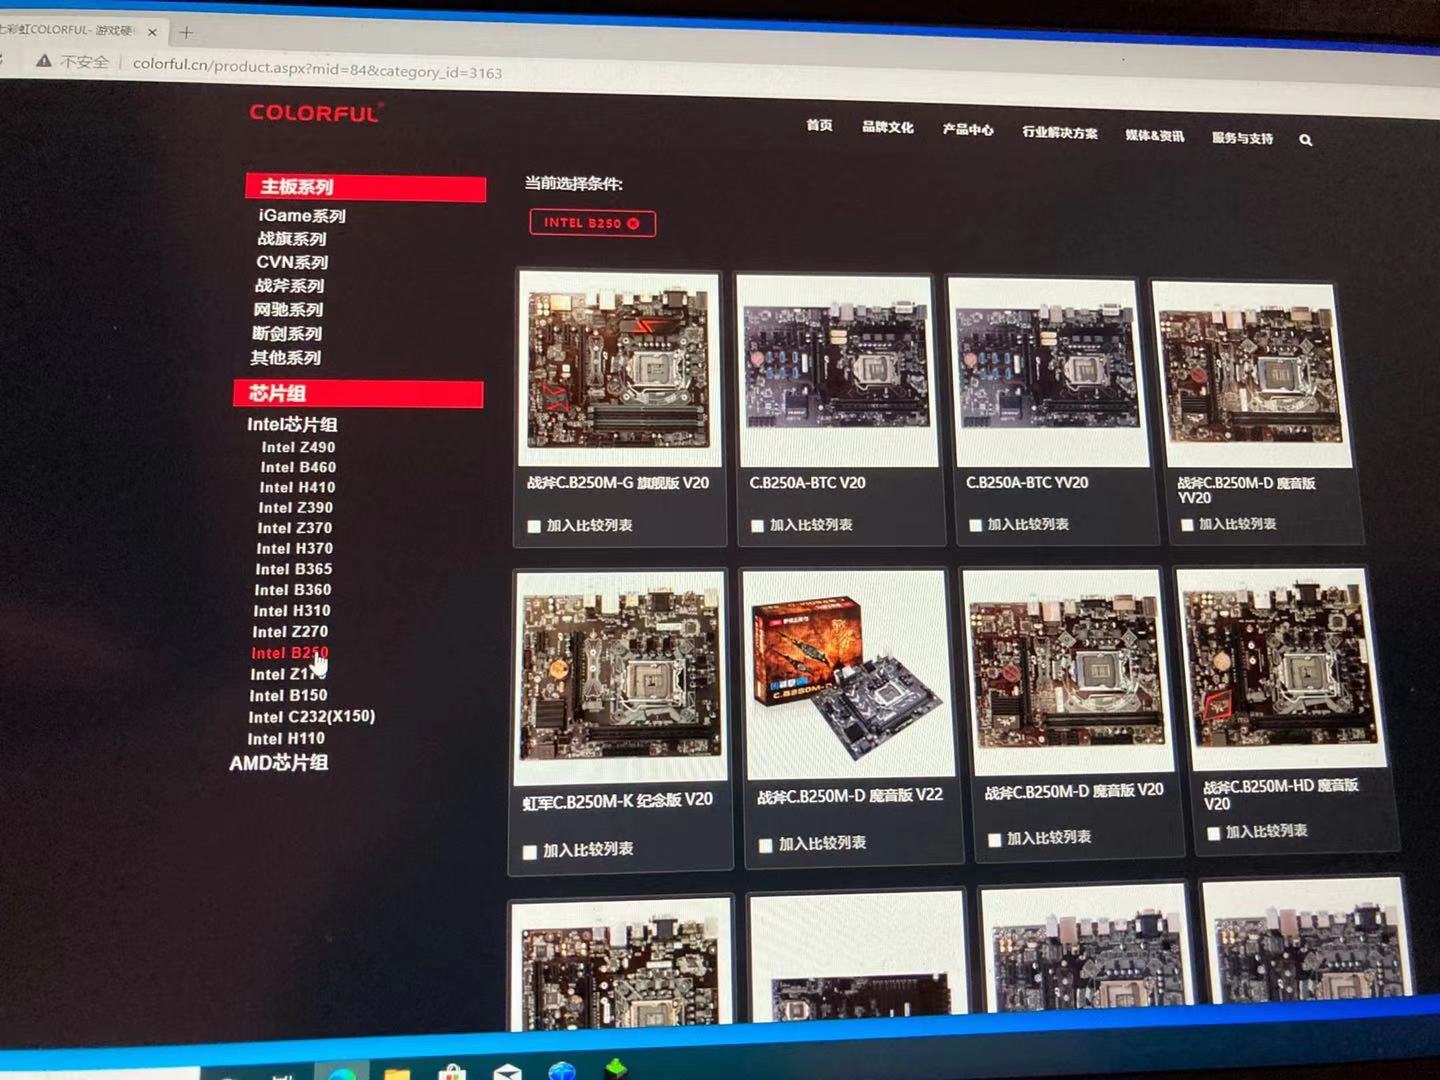 七彩虹COLORFUL- 游戏硬
不安全
colorful.cn/product.aspx?mid=84&category_id=3163
COLORFUL
首页
品牌文化
产品中心
行业解决方案
媒体&资讯
服务与支持
主板系列
iGame系列
战旗系列
CVN系列
战斧系列
网驰系列
断剑系列
其他系列
芯片组
Intel芯片组
Intel Z490
Intel B460
Intel H410
Intel Z390
Intel Z370
Intel H370
Intel B365
Intel B360
Intel H310
Intel Z270
Intel B250
Intel Z170
Intel B150
Intel C232(X150)
Intel H110
AMD芯片组
当前选择条件:
INTEL B250
战斧C.B250M-G 旗舰版 V20
加入比较列表
C.B250A-BTC V20
加入比较列表
C.B250A-BTC YV20
加入比较列表
战斧C.B250M-D 魔音版
YV20
加入比较列表
虹军C.B250M-K 纪念版 V20
加入比较列表
C.B250M-D
战斧C.B250M-D 魔音版 V22
加入比较列表
战斧C.B250M-D 魔音版 V20
加入比较列表
战斧C.B250M-HD 魔音版
V20
加入比较列表